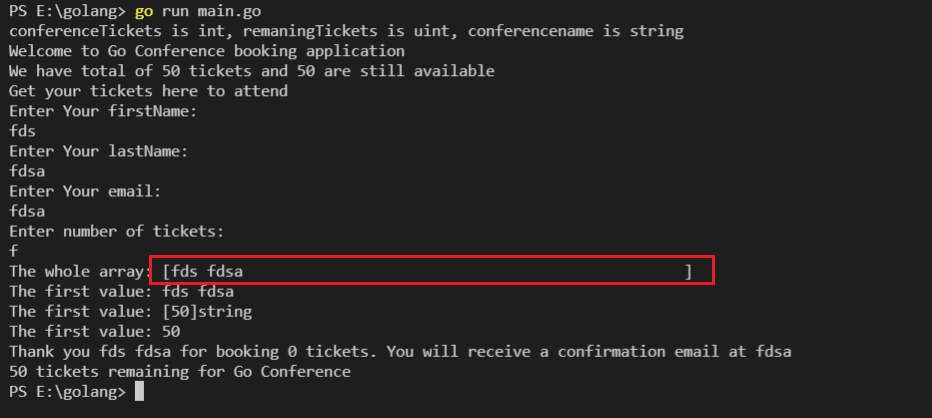 PS E:\golang> go run main.go
conferenceTickets is int, remaningTickets is uint, conferencename is string
Welcome to Go Conference booking application
We have total of 50 tickets and 50 are still available
Get your tickets here to attend
Enter Your firstName:
fds
Enter Your lastName:
fdsa
Enter Your email:
fdsa
Enter number of tickets:
f
The whole array: [fds fdsa                                                 ]
The first value: fds fdsa
The first value: [50]string
The first value: 50
Thank you fds fdsa for booking 0 tickets. You will receive a confirmation email at fdsa
50 tickets remaining for Go Conference
PS E:\golang>